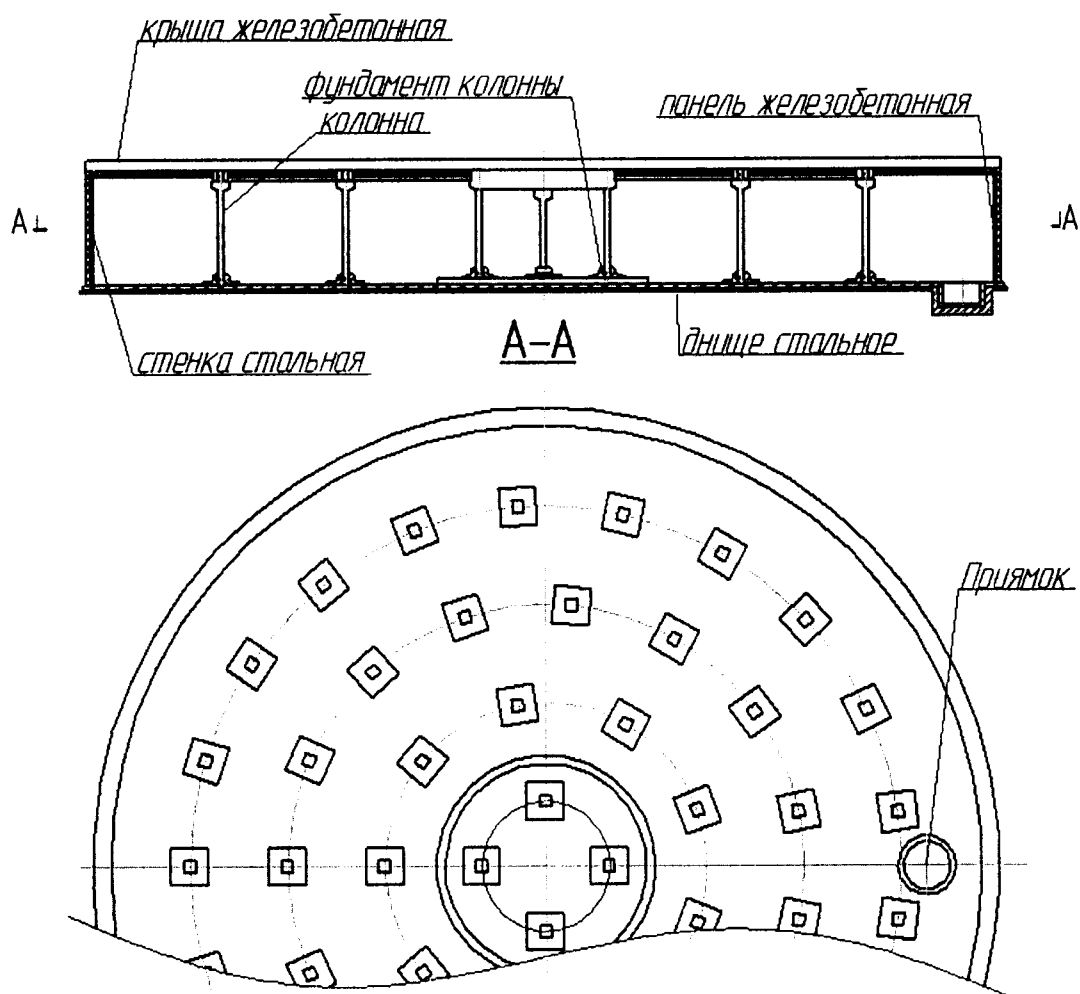 крыша железобетонная
фундамент колонны
колонна
панель железобетонная
А
А
А-А
стенка стальная
днище стальное
Приямок